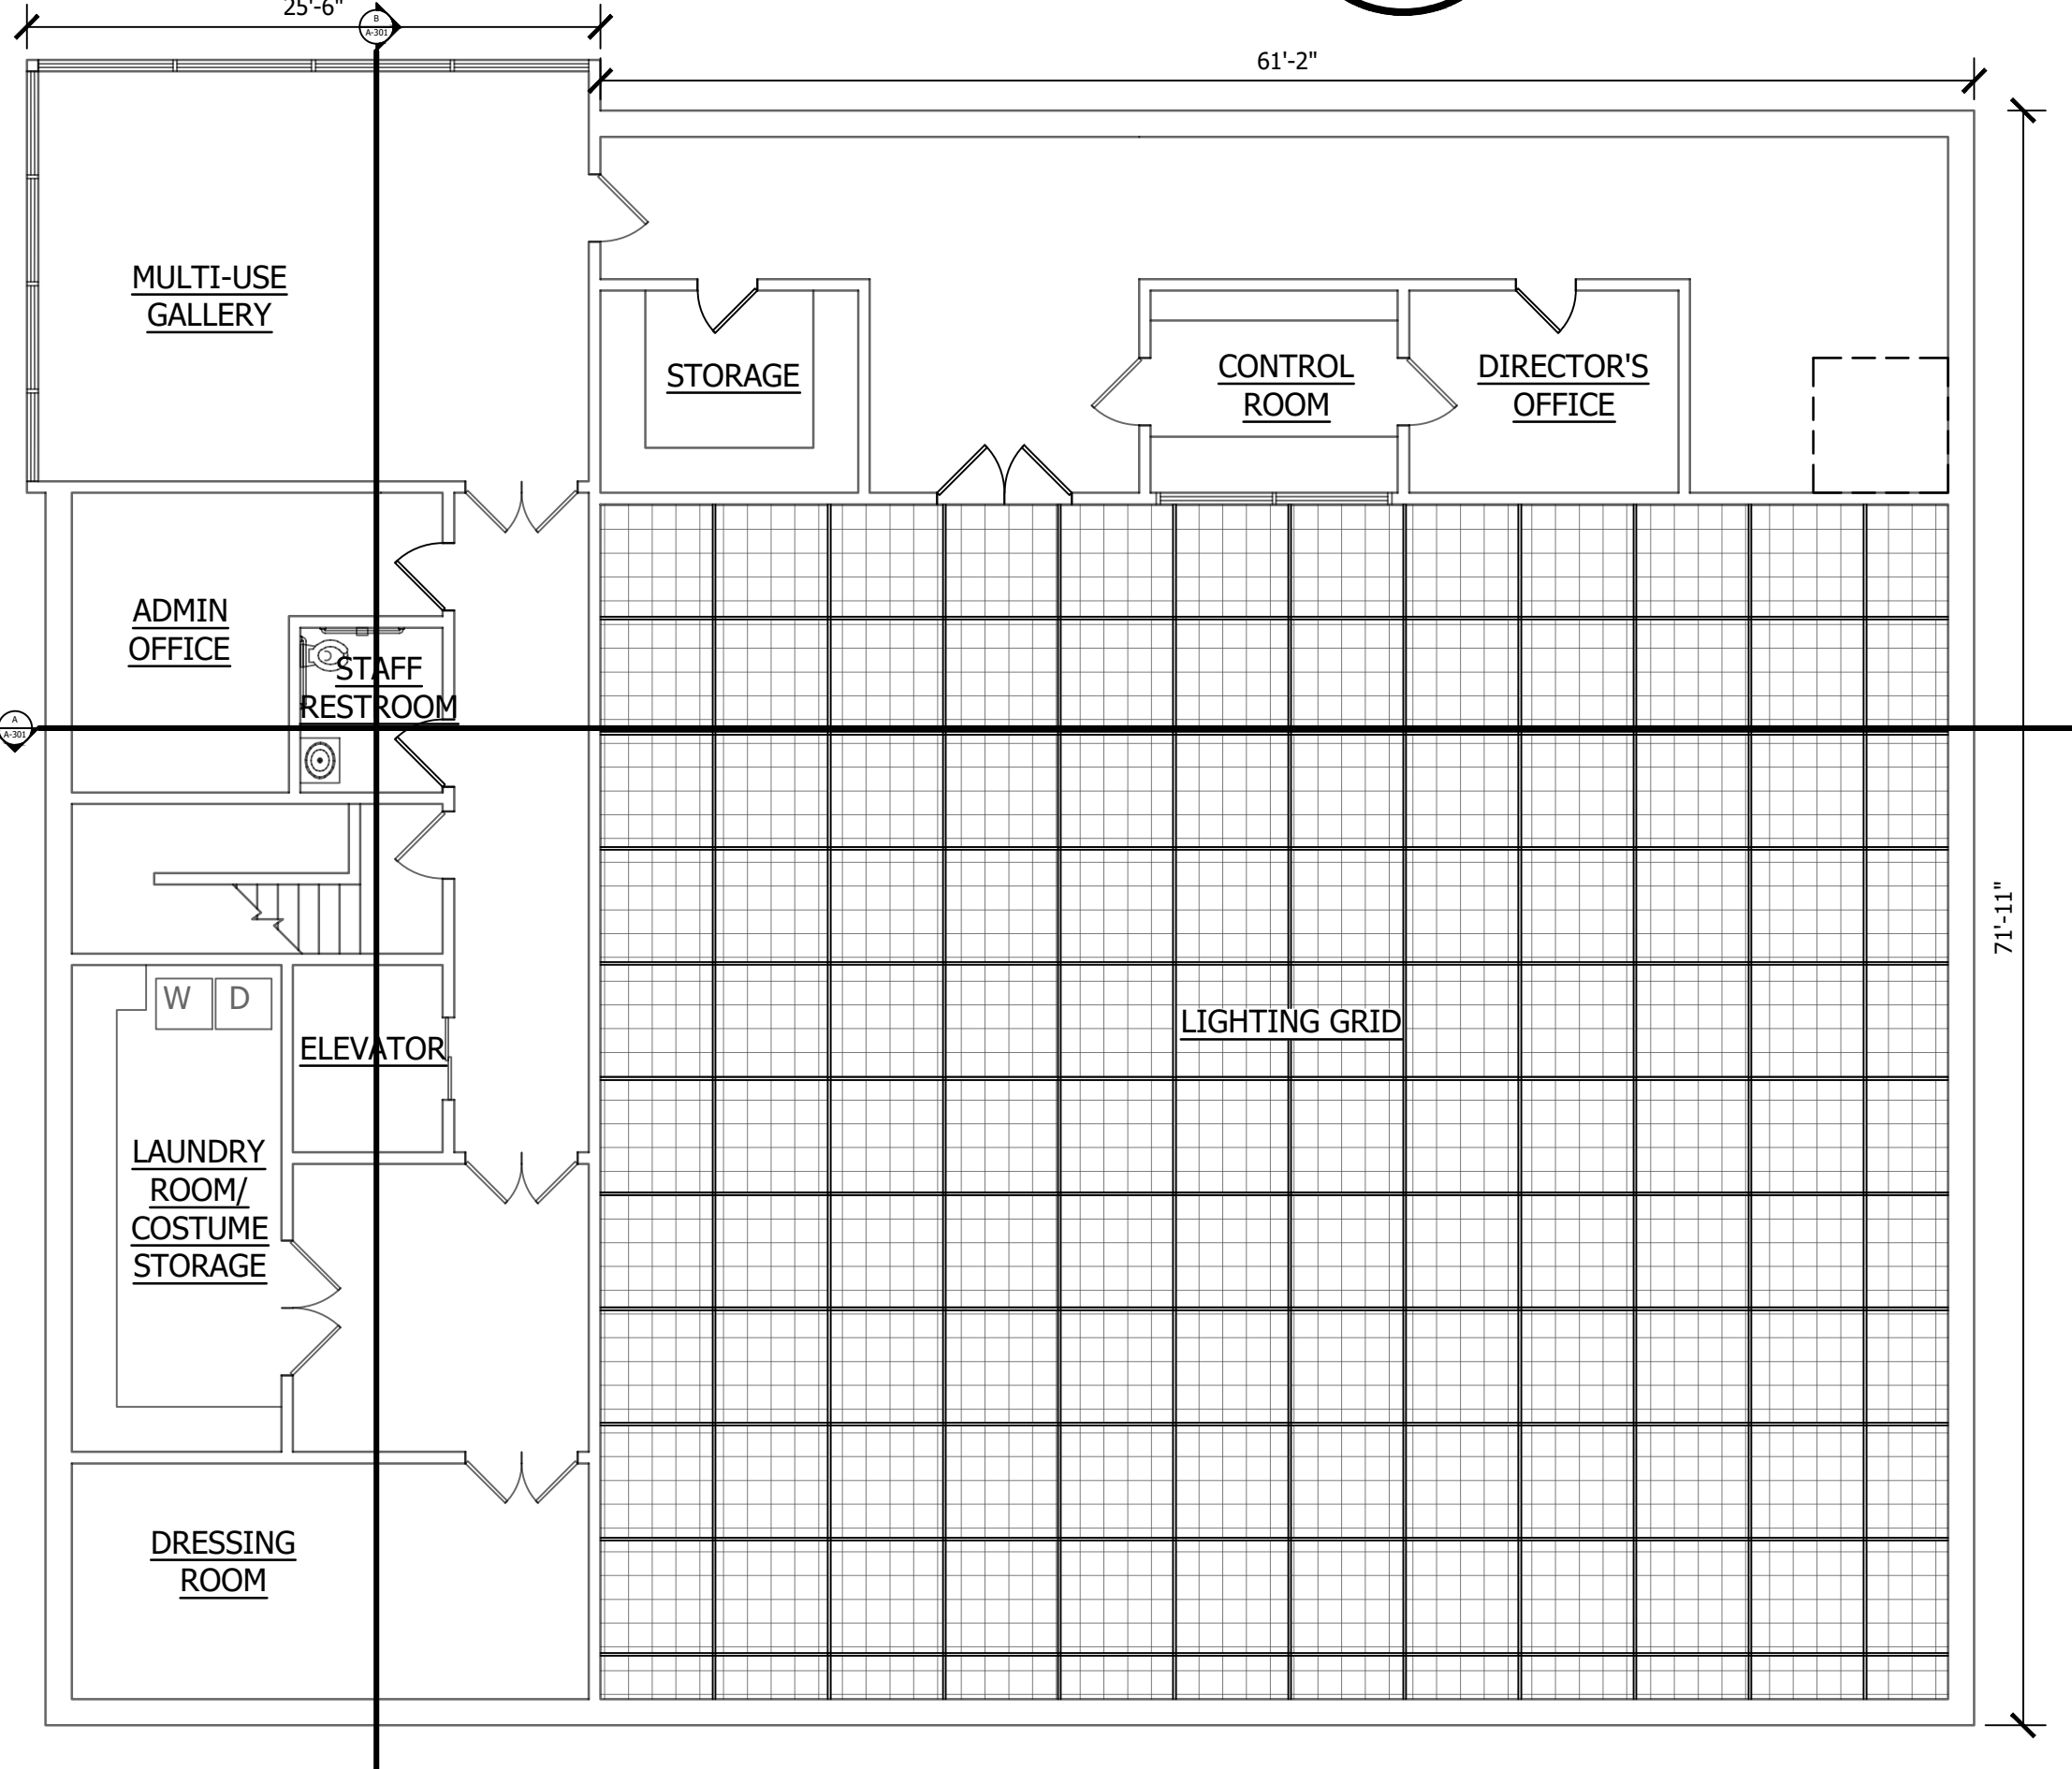 25'-6"
B
A-301
61'-2"
MULTI-USE
GALLERY
STORAGE
CONTROL
ROOM
DIRECTOR'S
OFFICE
ADMIN
OFFICE
STAFF
RESTROOM
A
A-301
71'-11"
W D
LIGHTING GRID
ELEVATOR
LAUNDRY
ROOM/
COSTUME
STORAGE
DRESSING
ROOM